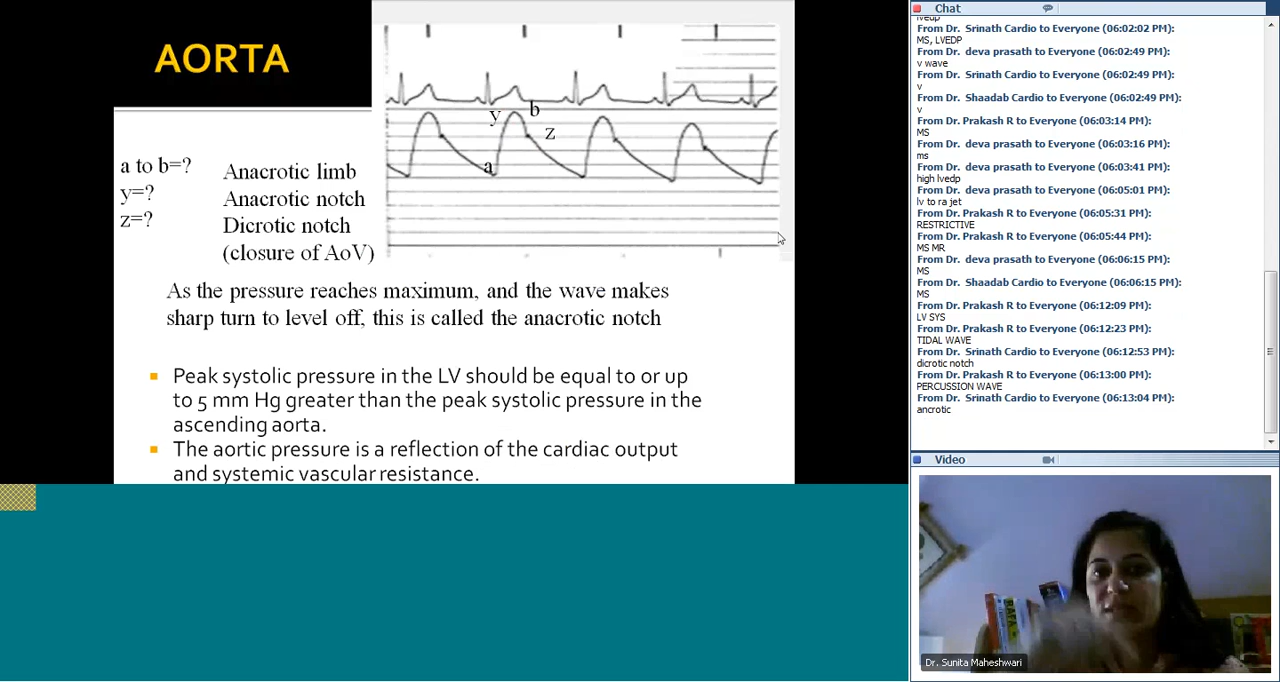 AORTA
y
b
z
a
a to b=? Anacrotic limb
y=? Anacrotic notch
z=? Dicrotic notch
(closure of AoV)
As the pressure reaches maximum, and the wave makes
sharp turn to level off, this is called the anacrotic notch
Peak systolic pressure in the LV should be equal to or up
to 5 mm Hg greater than the peak systolic pressure in the
ascending aorta.
The aortic pressure is a reflection of the cardiac output
and systemic vascular resistance.
Chat
lvedp
From Dr. Srinath Cardio to Everyone (06:02:02 PM):
MS, LVEDP
From Dr. deva prasath to Everyone (06:02:49 PM):
v wave
From Dr. Srinath Cardio to Everyone (06:02:49 PM):
v
From Dr. Shaadab Cardio to Everyone (06:02:49 PM):
v
From Dr. Prakash R to Everyone (06:03:14 PM):
MS
From Dr. deva prasath to Everyone (06:03:16 PM):
ms
From Dr. deva prasath to Everyone (06:03:41 PM):
high lvedp
From Dr. deva prasath to Everyone (06:05:01 PM):
lv to ra jet
From Dr. Prakash R to Everyone (06:05:31 PM):
RESTRICTIVE
From Dr. Prakash R to Everyone (06:05:44 PM):
MS MR
From Dr. deva prasath to Everyone (06:06:15 PM):
MS
From Dr. Shaadab Cardio to Everyone (06:06:15 PM):
MS
From Dr. Prakash R to Everyone (06:12:09 PM):
LV SYS
From Dr. Prakash R to Everyone (06:12:23 PM):
TIDAL WAVE
From Dr. Srinath Cardio to Everyone (06:12:53 PM):
dicrotic notch
From Dr. Prakash R to Everyone (06:13:00 PM):
PERCUSSION WAVE
From Dr. Srinath Cardio to Everyone (06:13:04 PM):
ancrotic
Video
RAFA
Dr. Sunita Maheshwari